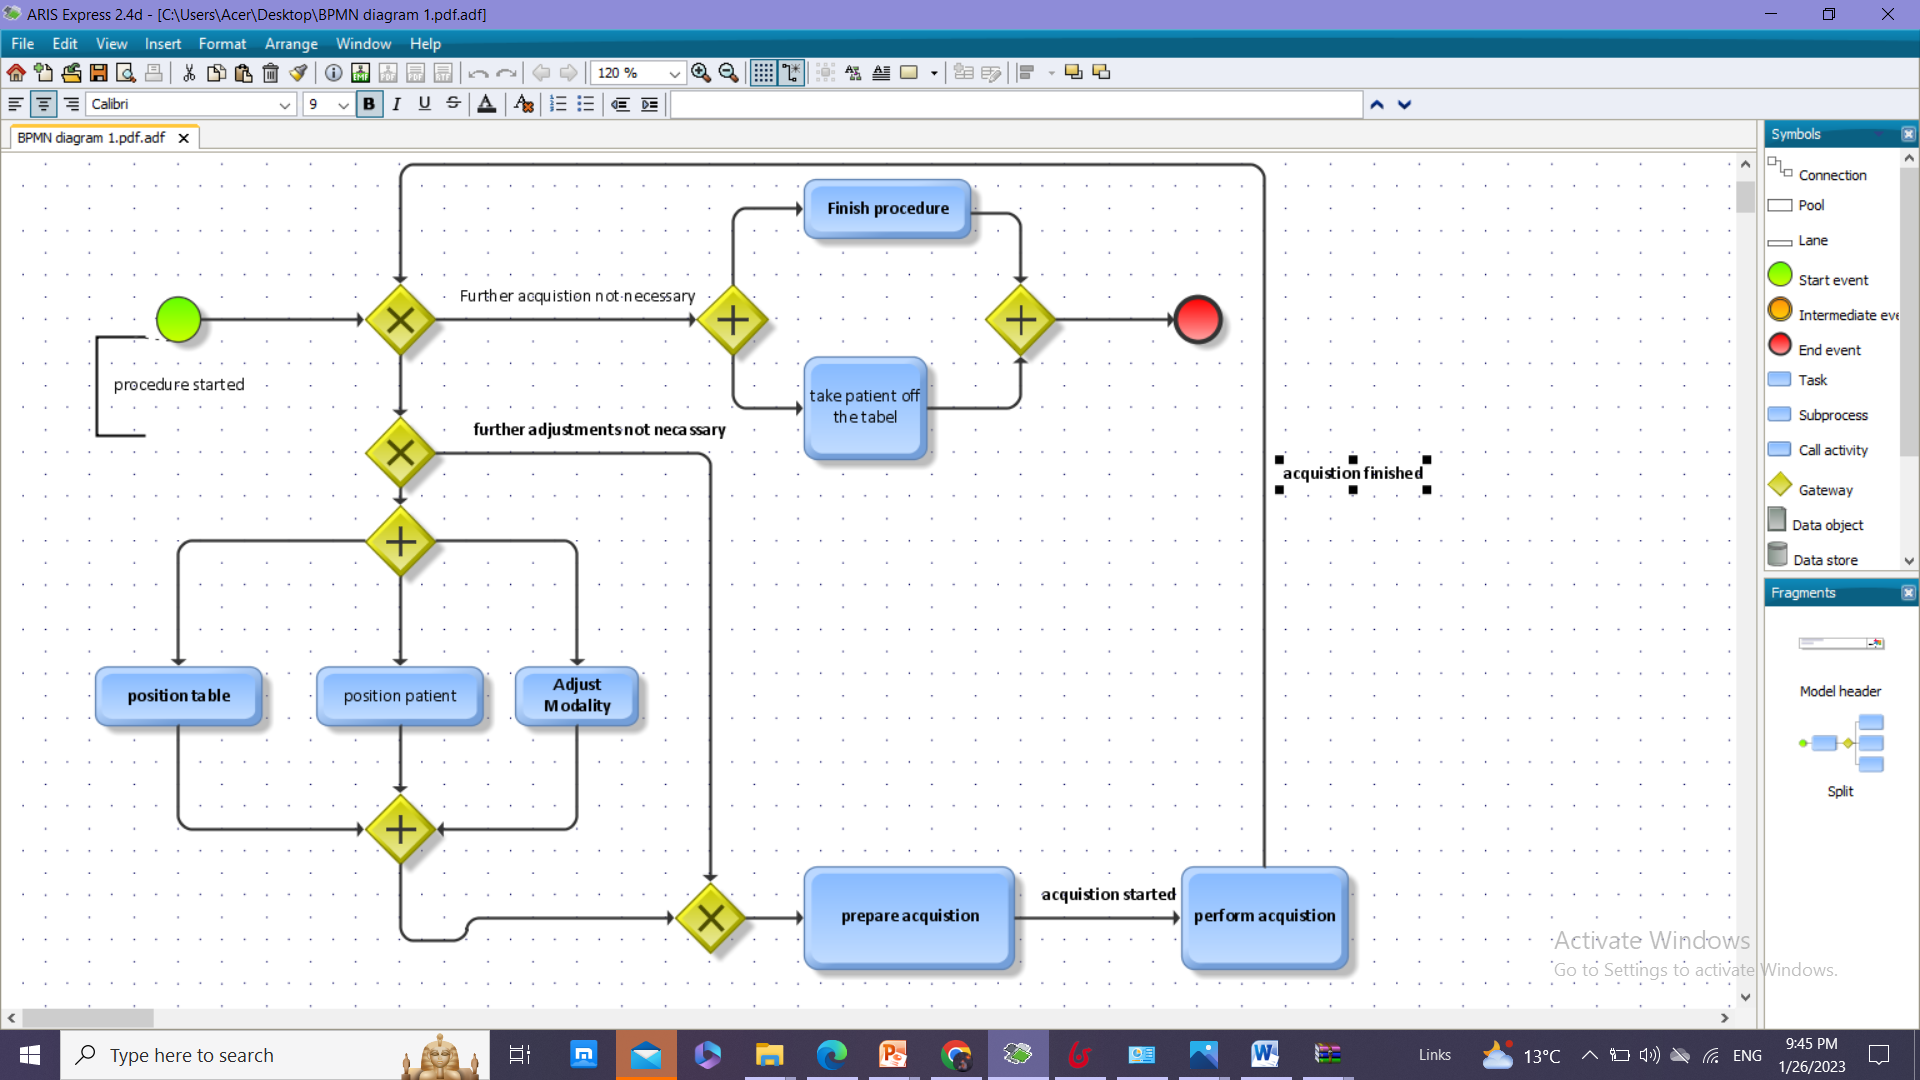 ARIS Express 2.4d - [C:\Users\Acer\Desktop\BPMN diagram 1.pdf.adf]
File Edit View Insert Format Arrange Window Help
120 %
Calibri 9 B I U S A
BPMN diagram 1.pdf.adf
Finish procedure
Further acquistion not necessary
procedure started
take patient off
the tabel
further adjustments not necassary
acquistion finished
position table
position patient
Adjust
Modality
prepare acquistion
acquistion started
perform acquistion
Symbols
Connection
Pool
Lane
Start event
Intermediate eve
End event
Task
Subprocess
Call activity
Gateway
Data object
Data store
Fragments
Model header
Split
Activate Windows
Go to Settings to activate Windows.
Type here to search
Links
13°C
ENG
9:45 PM
1/26/2023